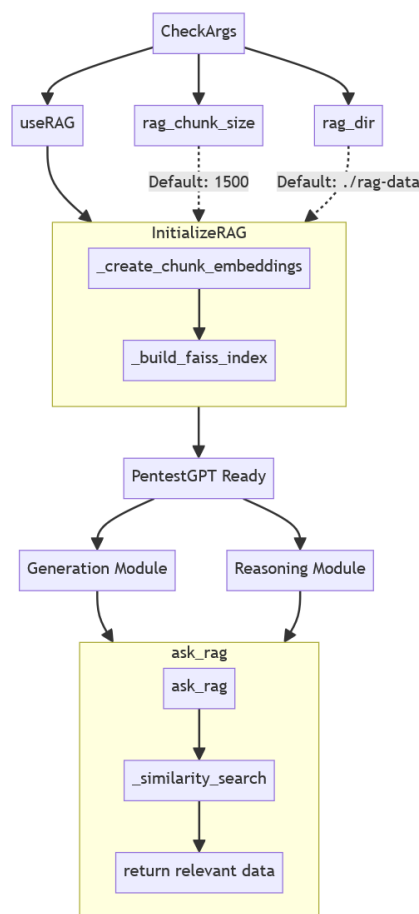 CheckArgs
useRAG
rag_chunk_size
rag_dir
Default: 1500
Default: ./rag-data
InitializeRAG
_create_chunk_embeddings
_build_faiss_index
PentestGPT Ready
Generation Module
Reasoning Module
ask_rag
ask_rag
_similarity_search
return relevant data